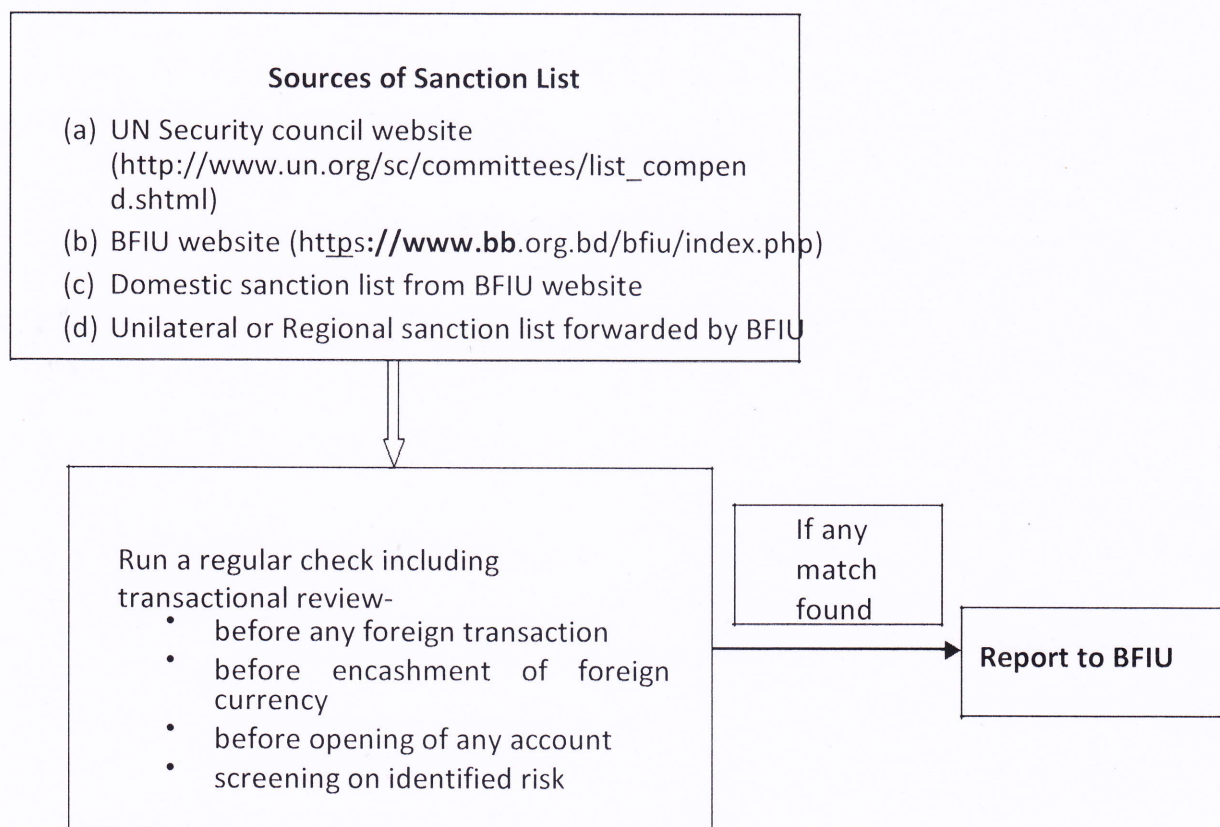 Sources of Sanction List
(a) UN Security council website
(http://www.un.org/sc/committees/list_compen
d.shtml)
(b) BFIU website (https://www.bb.org.bd/bfiu/index.php)
(c) Domestic sanction list from BFIU website
(d) Unilateral or Regional sanction list forwarded by BFIU
Run a regular check including
transactional review-
• before any foreign transaction
• before encashment of foreign
currency
• before opening of any account
• screening on identified risk
If any
match
found
Report to BFIU